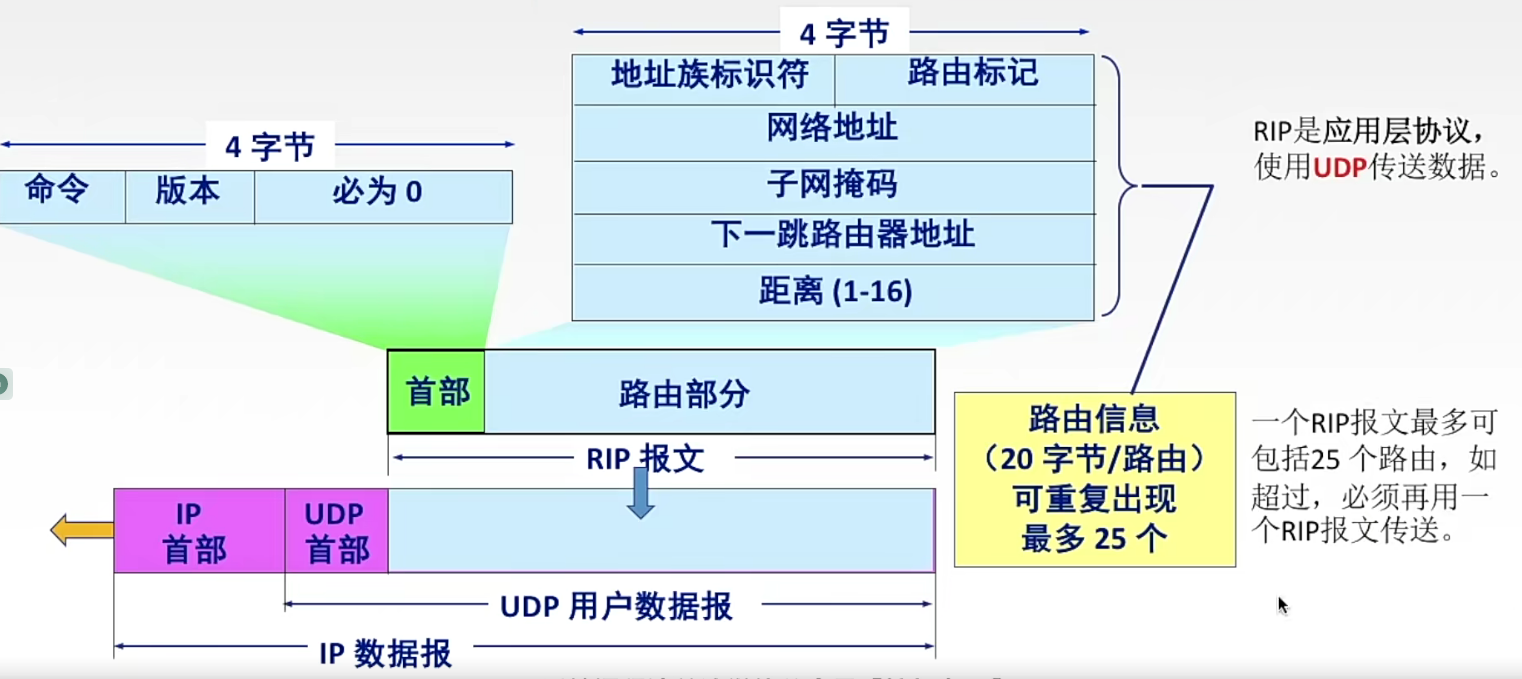 4 字节
地址族标识符 路由标记
网络地址
子网掩码
下一跳路由器地址
距离 (1-16)
4 字节
命令 版本 必为 0
RIP是应用层协议，
使用UDP传送数据。
首部 路由部分
RIP 报文
路由信息
（20 字节/路由）
可重复出现
最多 25 个
一个RIP报文最多可
包括25 个路由，如
超过，必须再用一
个RIP报文传送。
IP
首部
UDP
首部
UDP 用户数据报
IP 数据报